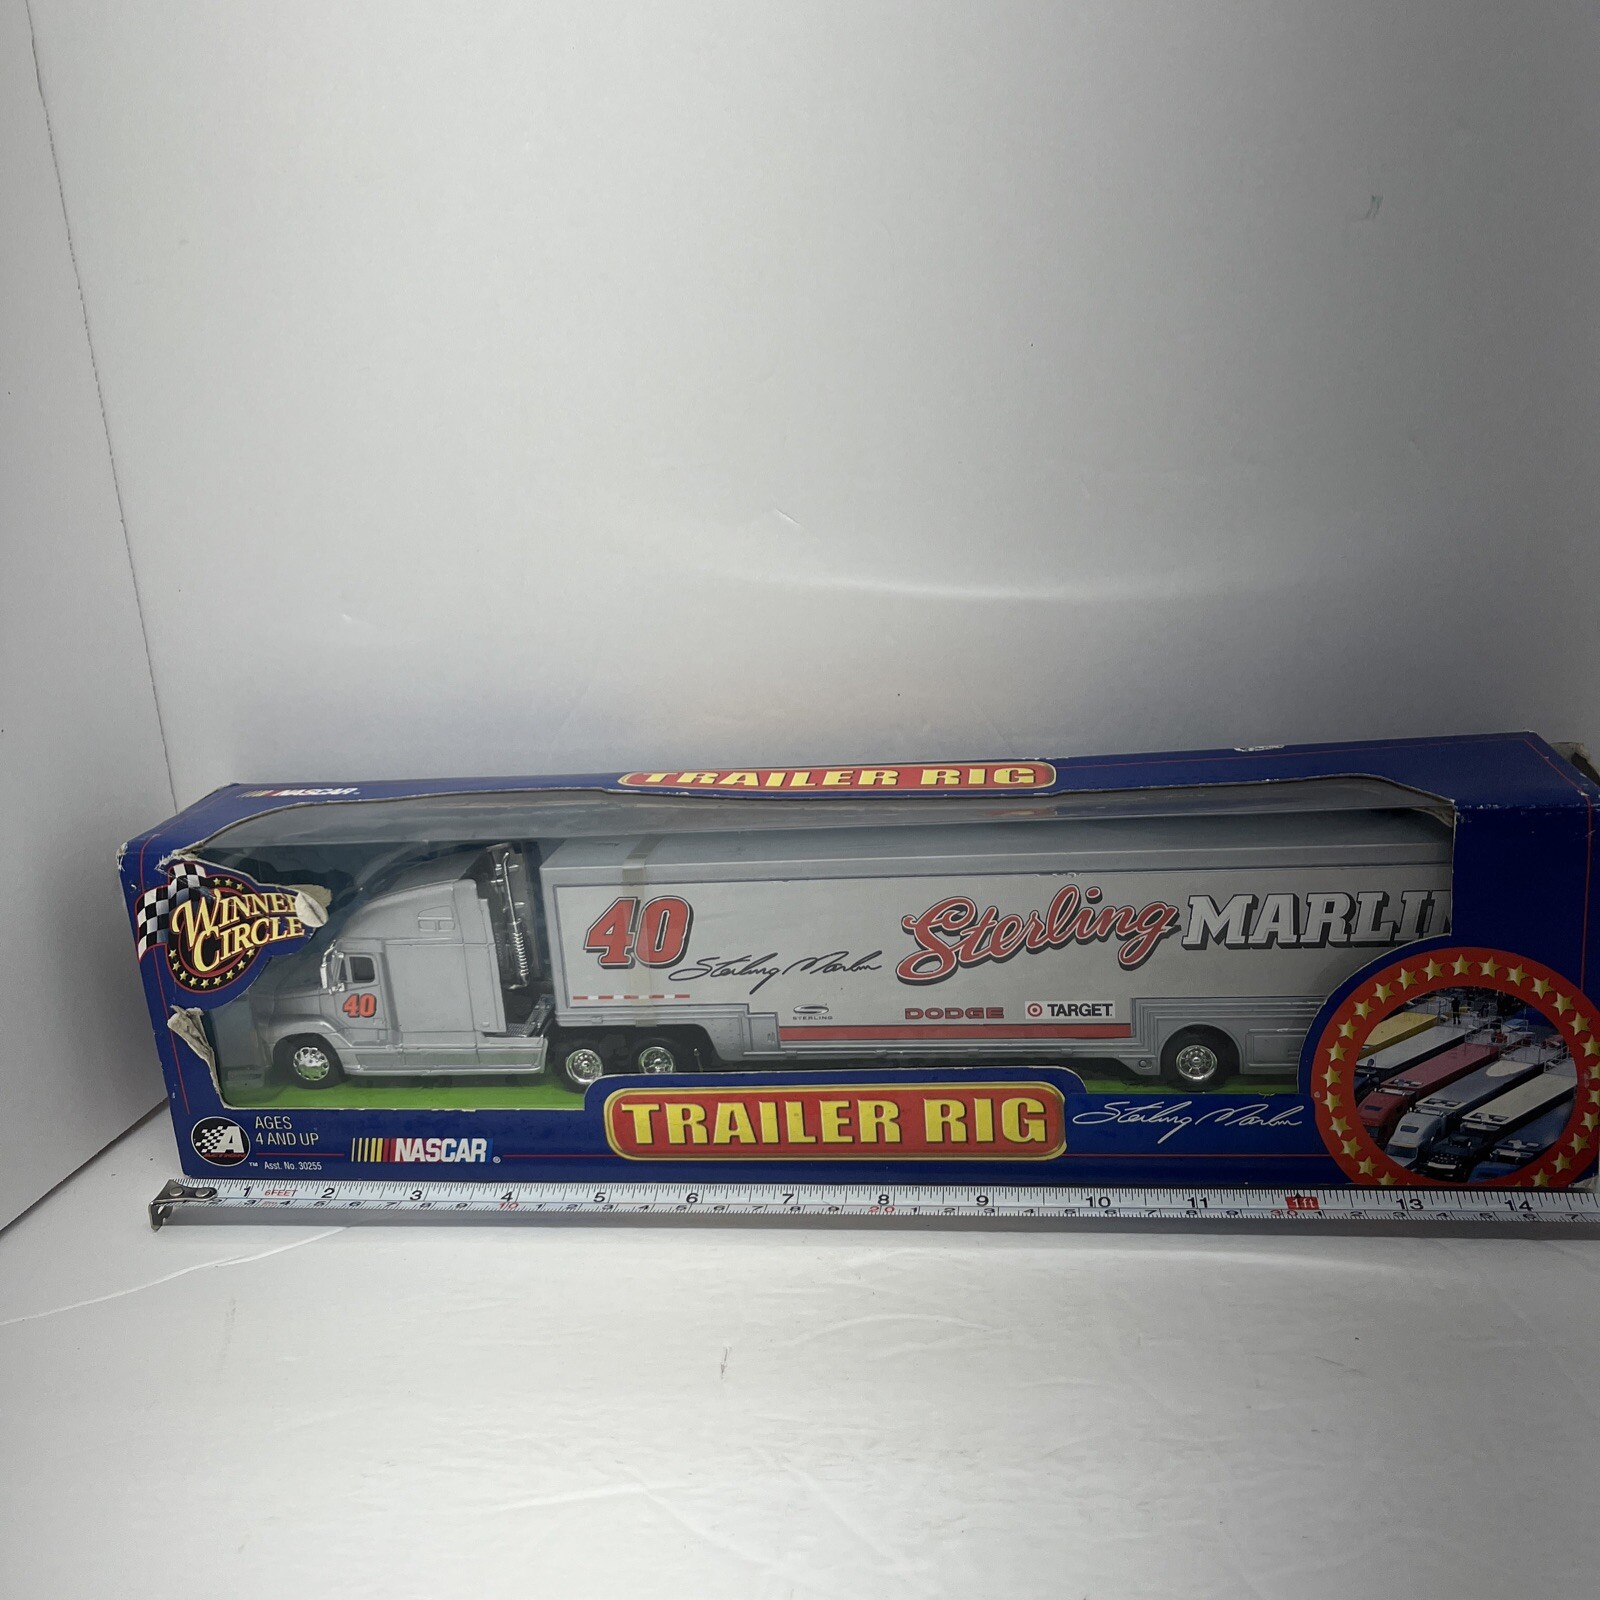 NASCAR
TRAILER RIG
WINNER
CIRCLE
40
40
Sterling Marlin
Sterling MARLIN
STERLING
DODGE
TARGET
TRAILER RIG
Sterling Marlin
A
ACTION
AGES
4 AND UP
™ Asst. No. 30255
NASCAR®
1 6FEET 2 3 4 5 6 7 8 9 10 11 1ft 13 14